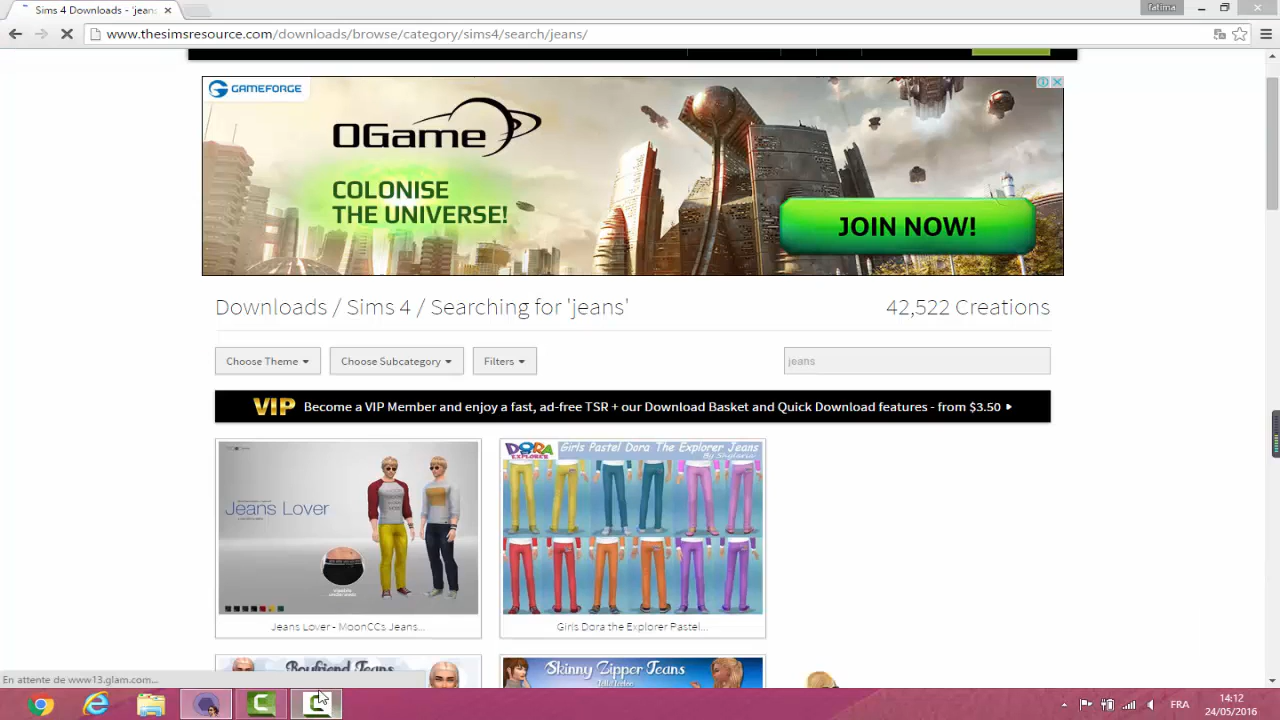 Sims 4 Downloads - 'jeans
fatima
www.thesimsresource.com/downloads/browse/category/sims4/search/jeans/
GAMEFORGE
OGame
COLONISE
THE UNIVERSE!
JOIN NOW!
Downloads / Sims 4 / Searching for 'jeans'
42,522 Creations
Choose Theme
Choose Subcategory
Filters
jeans
VIP Become a VIP Member and enjoy a fast, ad-free TSR + our Download Basket and Quick Download features - from $3.50
Jeans Lover
DORA
EXPLORER
Girls Pastel Dora The Explorer Jeans
Jeans Lover - MoonCCs Jeans...
Girls Dora the Explorer Pastel...
Boyfriend Jeans
Skinny Zipper Jeans
En attente de www13.glam.com...
FRA
14:12
24/05/2016